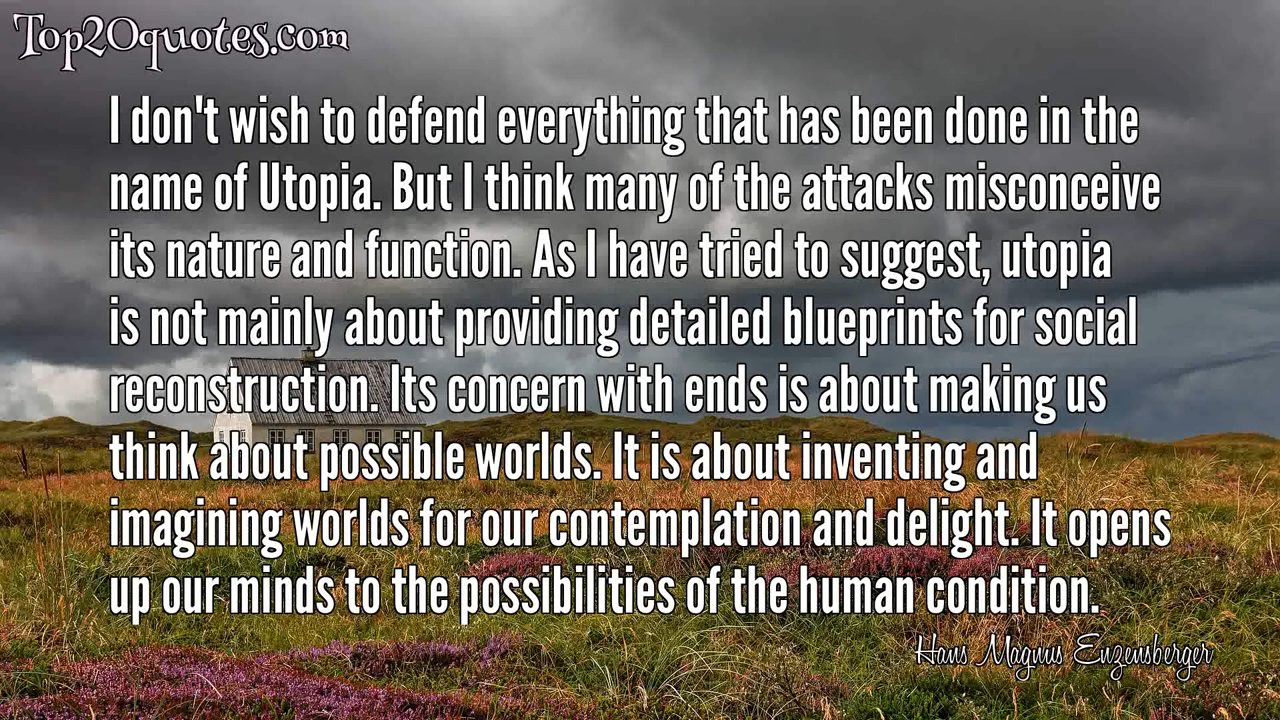 Top20quotes.com
I don't wish to defend everything that has been done in the
name of Utopia. But I think many of the attacks misconceive
its nature and function. As I have tried to suggest, utopia
is not mainly about providing detailed blueprints for social
reconstruction. Its concern with ends is about making us
think about possible worlds. It is about inventing and
imagining worlds for our contemplation and delight. It opens
up our minds to the possibilities of the human condition.
Hans Magnus Enzensberger